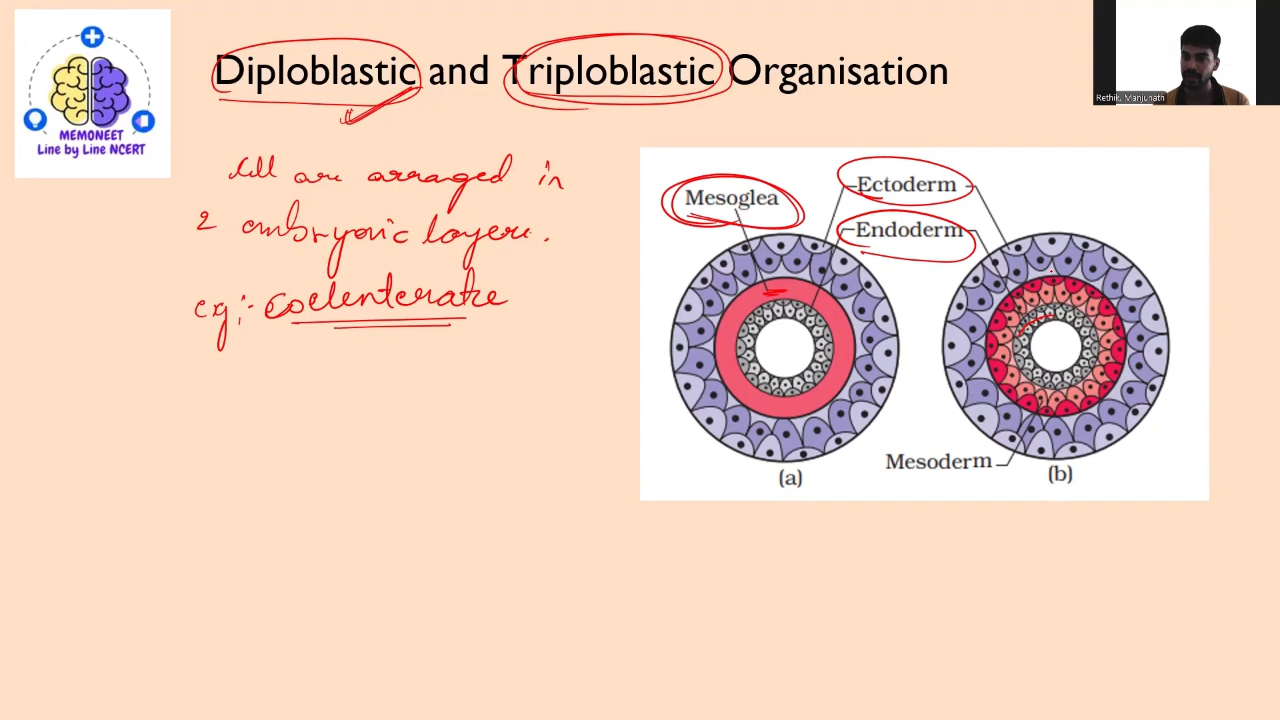 Diploblastic and Triploblastic Organisation
MEMONEET
Line by Line NCERT
Rethik. Manjunath
Cell are arranged in
2 embryonic layers.
eg:- coelenterate
Mesoglea
Ectoderm
Endoderm
Mesoderm
(a)
(b)